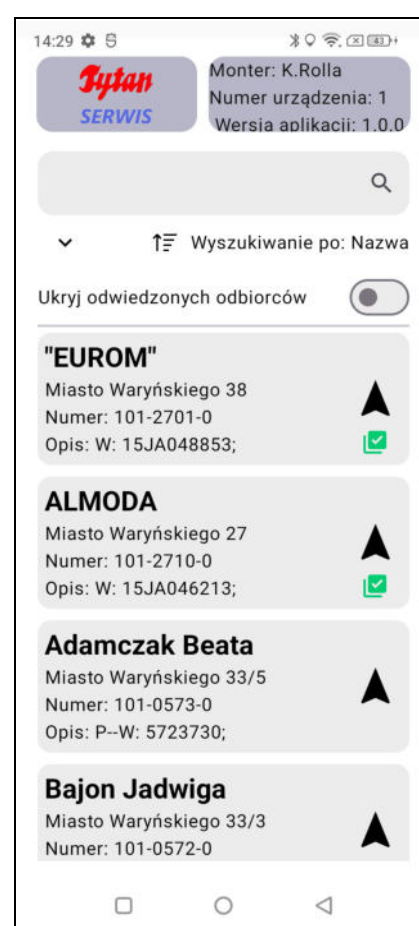 14:29
43
Tytan
SERWIS
Monter: K.Rolla
Numer urządzenia: 1
Wersja aplikacji: 1.0.0
Wyszukiwanie po: Nazwa
Ukryj odwiedzonych odbiorców
"EUROM"
Miasto Waryńskiego 38
Numer: 101-2701-0
Opis: W: 15JA048853;
ALMODA
Miasto Waryńskiego 27
Numer: 101-2710-0
Opis: W: 15JA046213;
Adamczak Beata
Miasto Waryńskiego 33/5
Numer: 101-0573-0
Opis: P--W: 5723730;
Bajon Jadwiga
Miasto Waryńskiego 33/3
Numer: 101-0572-0